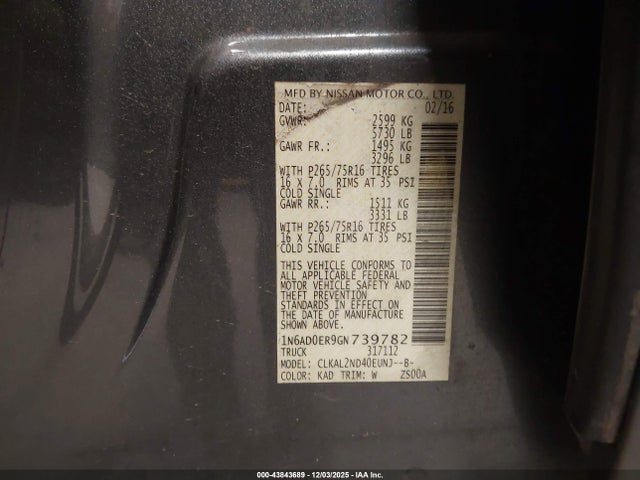 MFD BY NISSAN MOTOR CO., LTD.
DATE: 02/16
GVWR: 2599 KG
5730 LB
GAWR FR.: 1495 KG
3296 LB
WITH P265/75R16 TIRES
16 X 7.0 RIMS AT 35 PSI
COLD SINGLE
GAWR RR.: 1511 KG
3331 LB
WITH P265/75R16 TIRES
16 X 7.0 RIMS AT 35 PSI
COLD SINGLE
THIS VEHICLE CONFORMS TO
ALL APPLICABLE FEDERAL
MOTOR VEHICLE SAFETY AND
THEFT PREVENTION
STANDARDS IN EFFECT ON THE
DATE OF MANUFACTURE
SHOWN ABOVE.
1N6AD0ER9GN739782
TRUCK 317112
MODEL: CLKAL2ND40EUNJ--B-
COLOR: KAD TRIM: W ZS00A
000-43843689 - 12/03/2025 - IAA Inc.